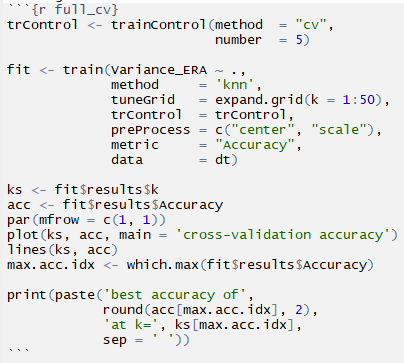 ```{r full_cv}
trControl <- trainControl(method  = "cv",
                          number  = 5)

fit <- train(Variance_ERA ~ .,
             method     = 'knn',
             tuneGrid   = expand.grid(k = 1:50),
             trControl  = trControl,
             preProcess = c("center", "scale"),
             metric     = "Accuracy",
             data       = dt)

ks <- fit$results$k
acc <- fit$results$Accuracy
par(mfrow = c(1, 1))
plot(ks, acc, main = 'cross-validation accuracy')
lines(ks, acc)
max.acc.idx <- which.max(fit$results$Accuracy)

print(paste('best accuracy of',
            round(acc[max.acc.idx], 2),
            'at k=', ks[max.acc.idx],
            sep = ' '))
```